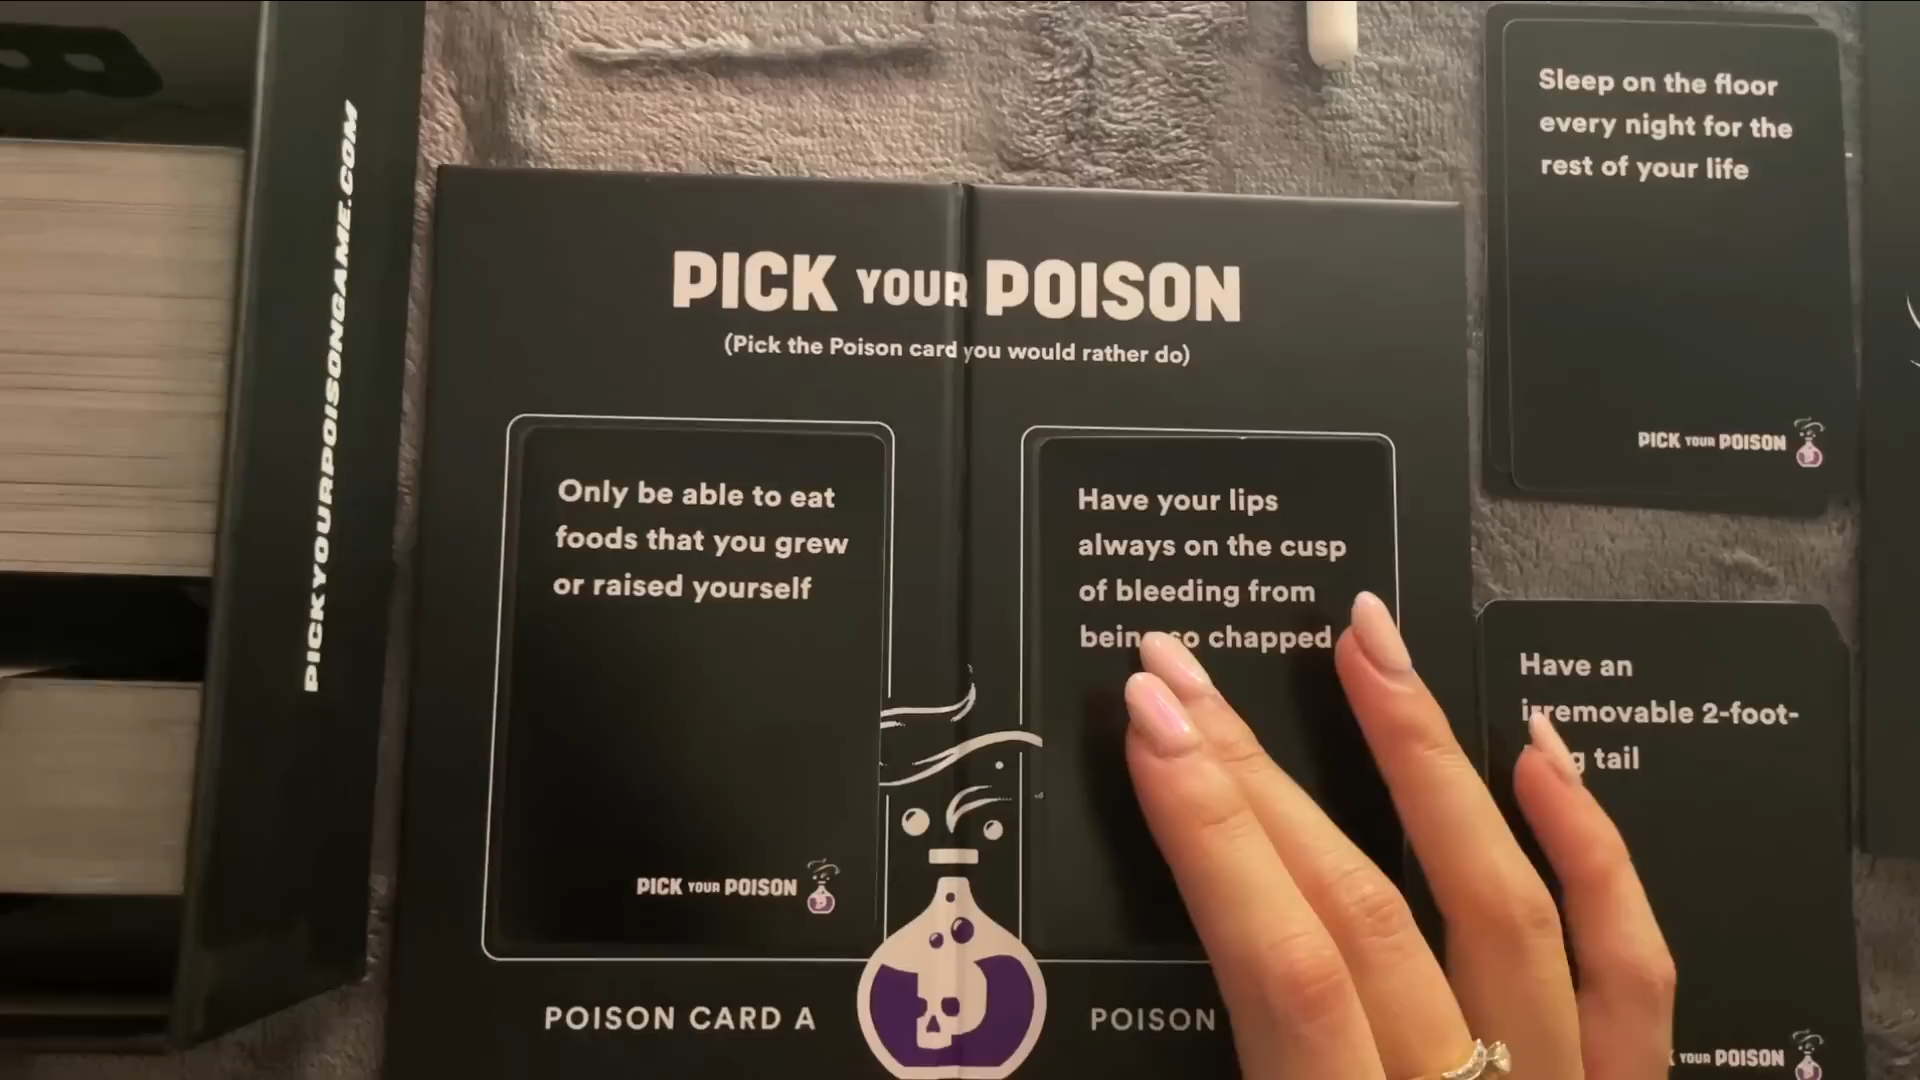 PICKYOURPOISONGAME.COM
PICK YOUR POISON
(Pick the Poison card you would rather do)
Only be able to eat
foods that you grew
or raised yourself
PICK YOUR POISON
POISON CARD A
Have your lips
always on the cusp
of bleeding from
being so chapped
POISON
Sleep on the floor
every night for the
rest of your life
PICK YOUR POISON
Have an
irremovable 2-foot-
tail
YOUR POISON